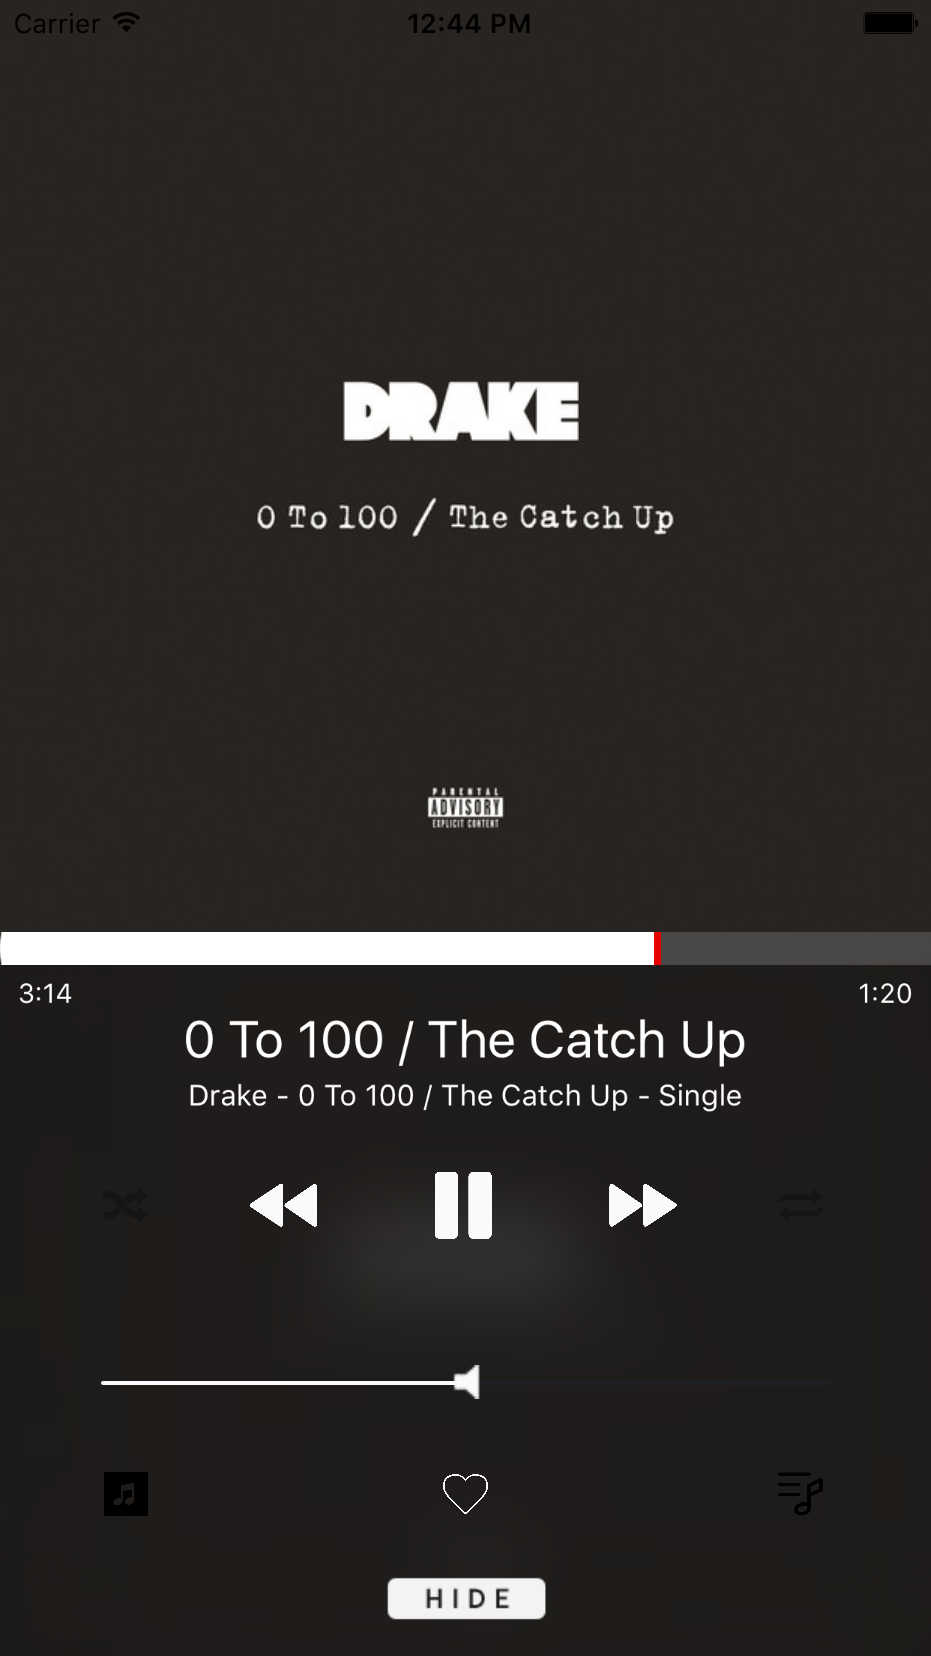 Carrier 12:44 PM
DRAKE
0 To 100 / The Catch Up
PARENTAL
ADVISORY
EXPLICIT CONTENT
3:14 1:20
0 To 100 / The Catch Up
Drake - 0 To 100 / The Catch Up - Single
HIDE